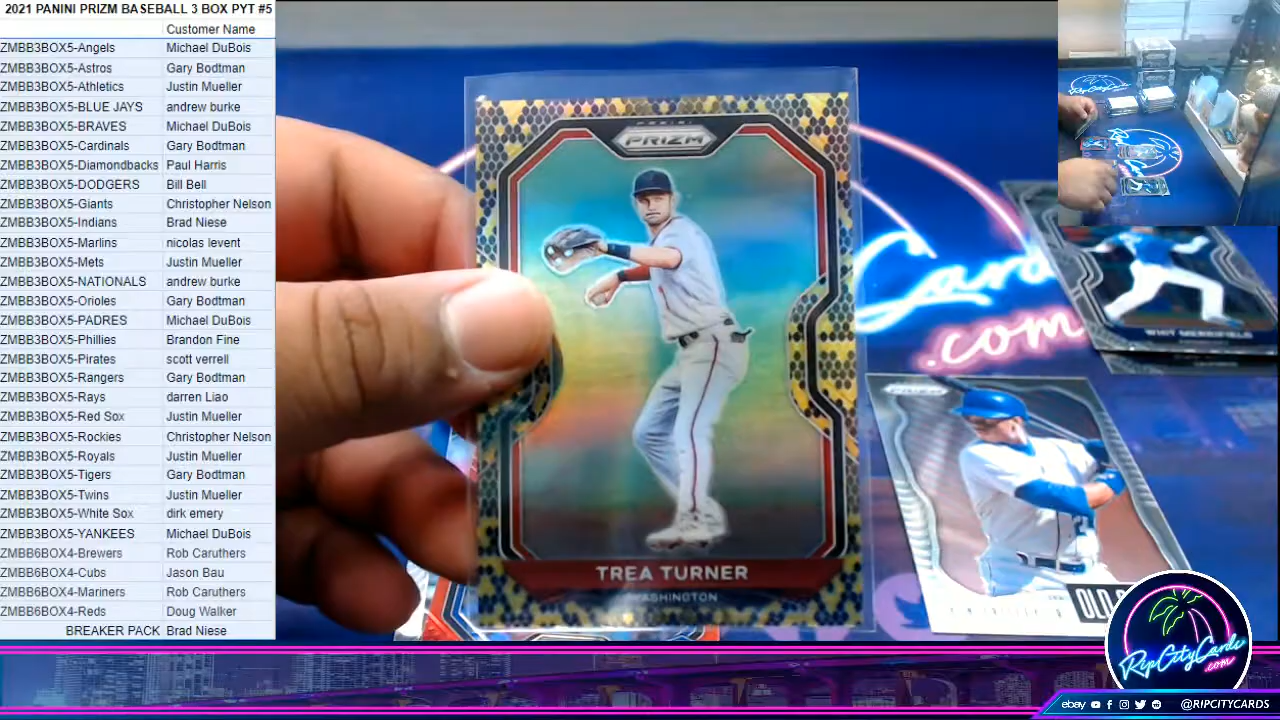 2021 PANINI PRIZM BASEBALL 3 BOX PYT #5
Customer Name
ZMBB3BOX5-Angels Michael DuBois
ZMBB3BOX5-Astros Gary Bodtman
ZMBB3BOX5-Athletics Justin Mueller
ZMBB3BOX5-BLUE JAYS andrew burke
ZMBB3BOX5-BRAVES Michael DuBois
ZMBB3BOX5-Cardinals Gary Bodtman
ZMBB3BOX5-Diamondbacks Paul Harris
ZMBB3BOX5-DODGERS Bill Bell
ZMBB3BOX5-Giants Christopher Nelson
ZMBB3BOX5-Indians Brad Niese
ZMBB3BOX5-Marlins nicolas levent
ZMBB3BOX5-Mets Justin Mueller
ZMBB3BOX5-NATIONALS andrew burke
ZMBB3BOX5-Orioles Gary Bodtman
ZMBB3BOX5-PADRES Michael DuBois
ZMBB3BOX5-Phillies Brandon Fine
ZMBB3BOX5-Pirates scott verrell
ZMBB3BOX5-Rangers Gary Bodtman
ZMBB3BOX5-Rays darren Liao
ZMBB3BOX5-Red Sox Justin Mueller
ZMBB3BOX5-Rockies Christopher Nelson
ZMBB3BOX5-Royals Justin Mueller
ZMBB3BOX5-Tigers Gary Bodtman
ZMBB3BOX5-Twins Justin Mueller
ZMBB3BOX5-White Sox dirk emery
ZMBB3BOX5-YANKEES Michael DuBois
ZMBB6BOX4-Brewers Rob Caruthers
ZMBB6BOX4-Cubs Jason Bau
ZMBB6BOX4-Mariners Rob Caruthers
ZMBB6BOX4-Reds Doug Walker
BREAKER PACK Brad Niese
PANINI
PRIZM
TREA TURNER
WASHINGTON
Cards
.com
WHIT MERRIFIELD
PRIZM
RipCityCards
.com
ebay @RIPCITYCARDS